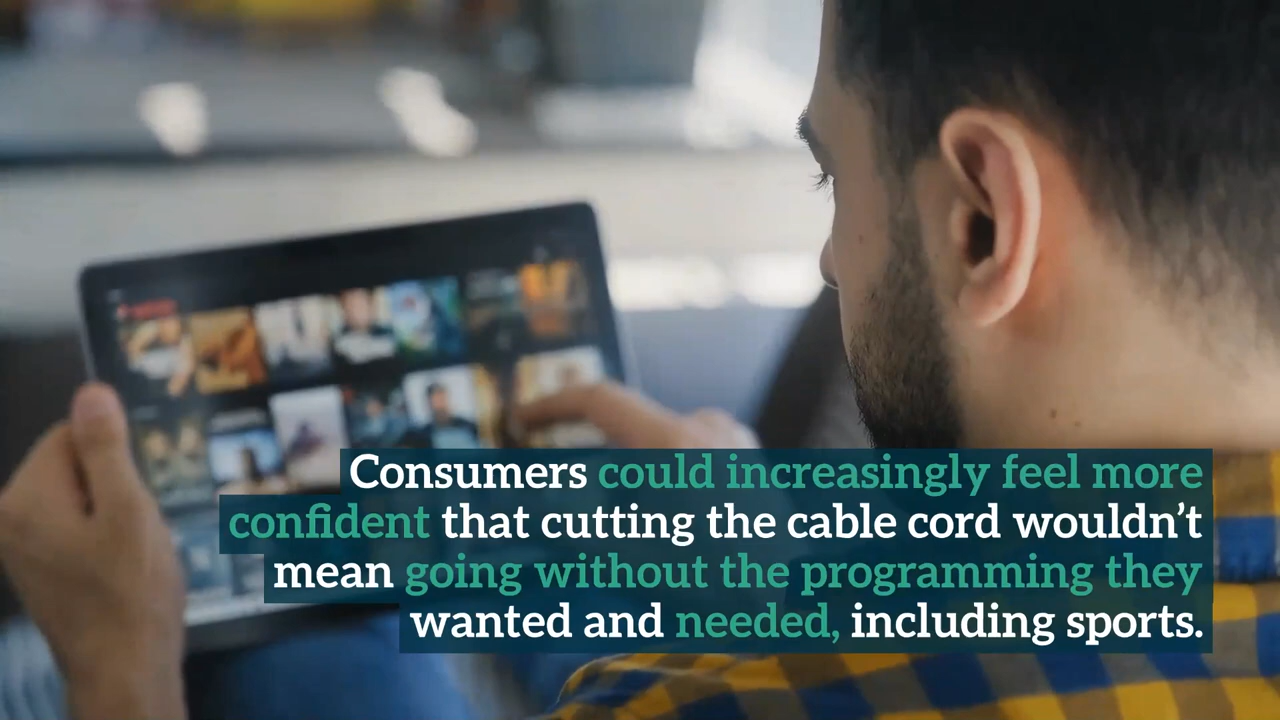 Consumers could increasingly feel more
confident that cutting the cable cord wouldn’t
mean going without the programming they
wanted and needed, including sports.